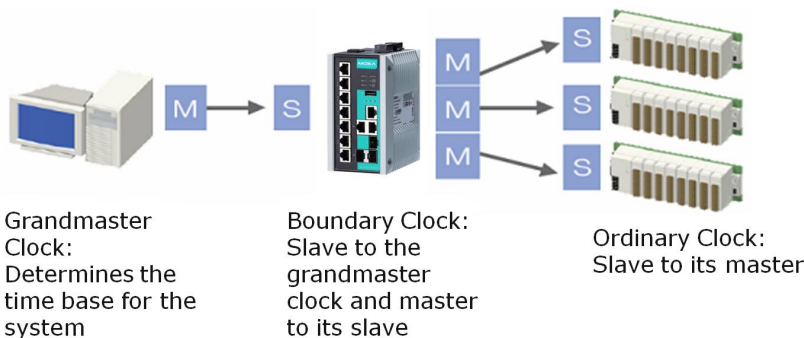 M
S
MOXA
M
M
M
S
S
S
Grandmaster
Clock:
Determines the
time base for the
system
Boundary Clock:
Slave to the
grandmaster
clock and master
to its slave
Ordinary Clock:
Slave to its master